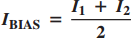 I_BIAS = (I_1 + I_2) / 2